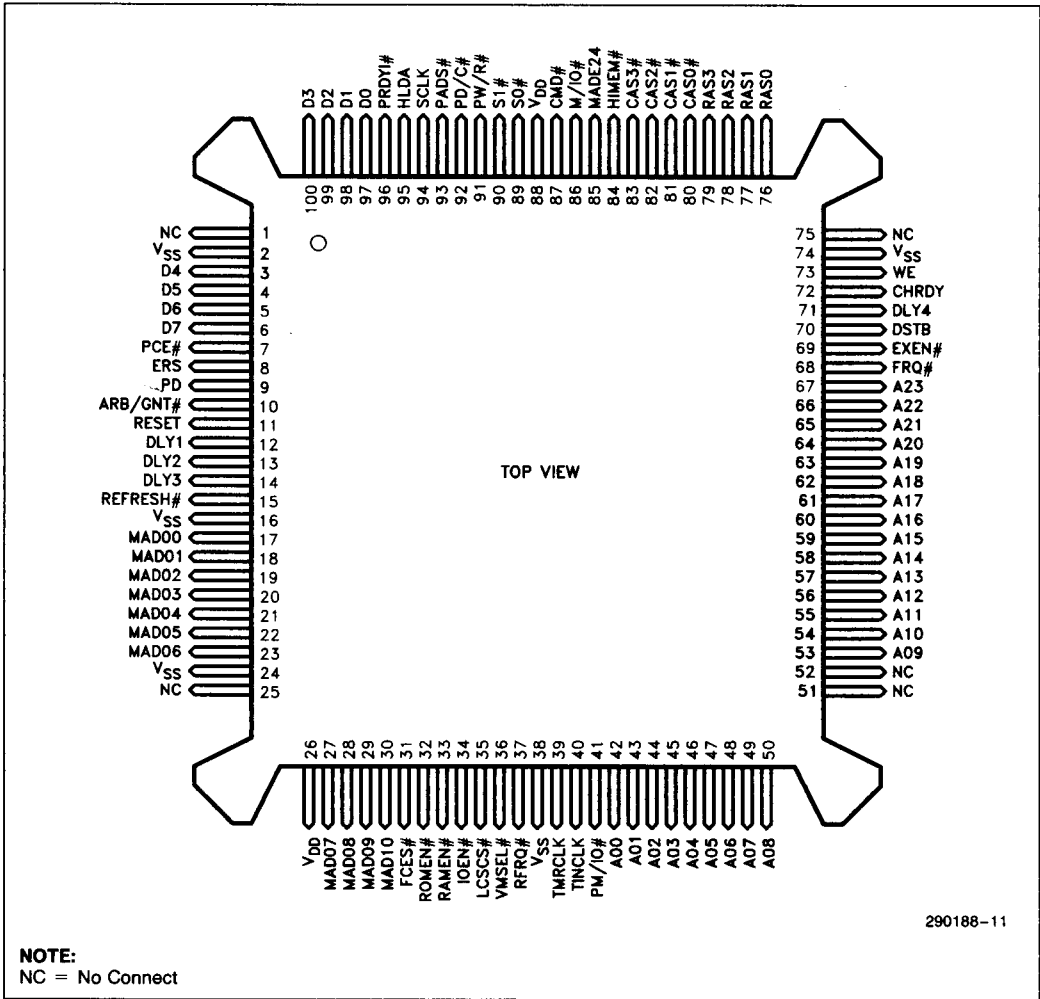 D3 D2 D1 D0 PRDYI# HLDA SCLK PADS# PD/C# PW/R# S1# S0# VDD CMD# M/IO# MADE24 HIMEM# CAS3# CAS2# CAS1# CAS0# RAS3 RAS2 RAS1 RAS0
100 99 98 97 96 95 94 93 92 91 90 89 88 87 86 85 84 83 82 81 80 79 78 77 76
NC 1
VSS 2
D4 3
D5 4
D6 5
D7 6
PCE# 7
ERS 8
PD 9
ARB/GNT# 10
RESET 11
DLY1 12
DLY2 13
DLY3 14
REFRESH# 15
VSS 16
MAD00 17
MAD01 18
MAD02 19
MAD03 20
MAD04 21
MAD05 22
MAD06 23
VSS 24
NC 25
TOP VIEW
75 NC
74 VSS
73 WE
72 CHRDY
71 DLY4
70 DSTB
69 EXEN#
68 FRQ#
67 A23
66 A22
65 A21
64 A20
63 A19
62 A18
61 A17
60 A16
59 A15
58 A14
57 A13
56 A12
55 A11
54 A10
53 A09
52 NC
51 NC
26 27 28 29 30 31 32 33 34 35 36 37 38 39 40 41 42 43 44 45 46 47 48 49 50
VDD MAD07 MAD08 MAD09 MAD10 FCES# ROMEN# RAMEN# IOEN# LCSCS# VMSEL# RFRQ# VSS TMRCLK TINCLK PM/IO# A00 A01 A02 A03 A04 A05 A06 A07 A08
290188-11
NOTE:
NC = No Connect